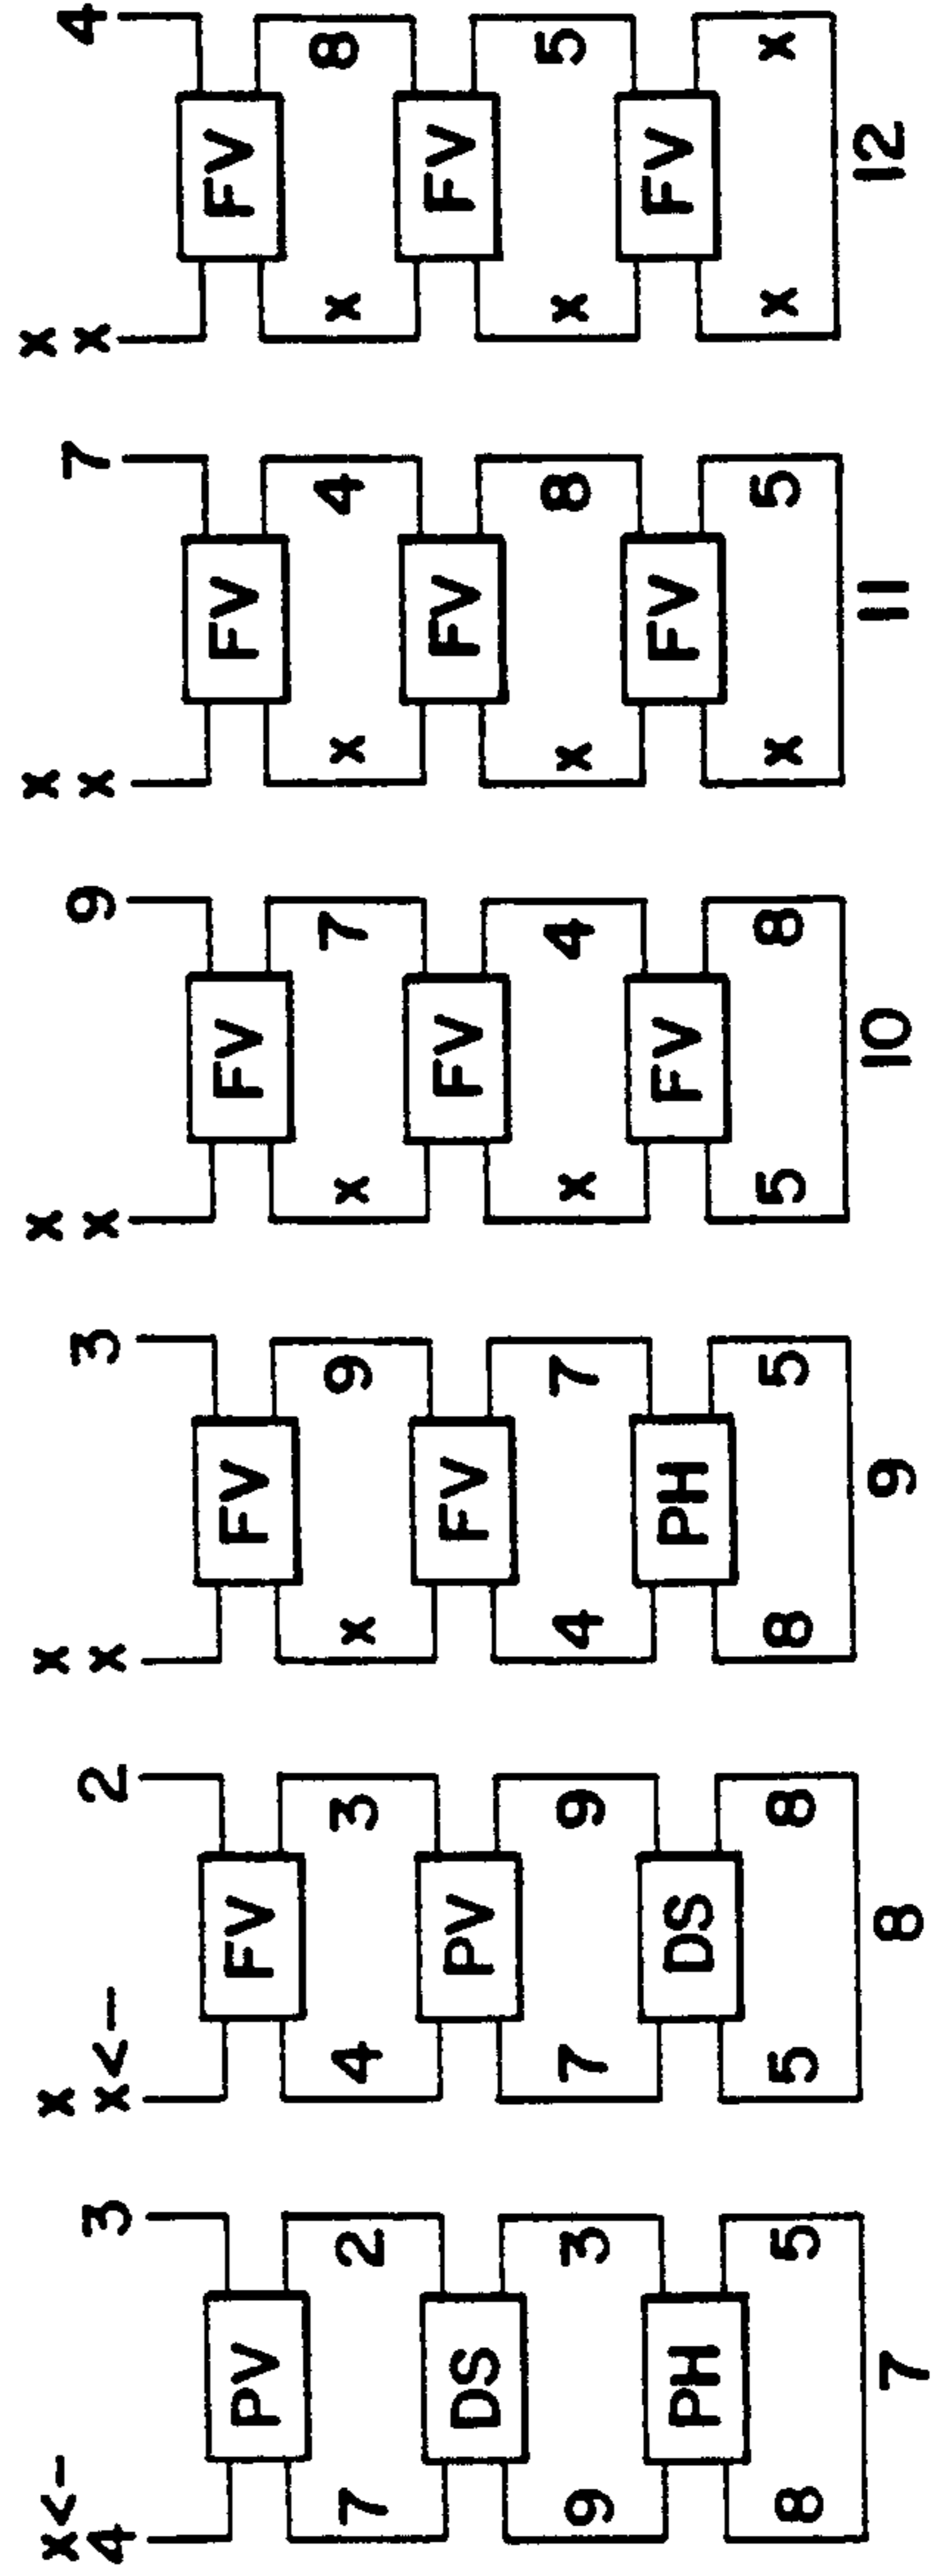 x<- x x x x x
4 3 x<- 2 x 3 x 9 x 7 x 4
PV FV FV FV FV FV
7 2 4 3 x 9 x 7 x 4 x 8
DS PV FV FV FV FV
9 3 7 9 4 7 x 4 x 8 x 5
PH DS PH FV FV FV
8 5 5 8 8 5 5 8 x 5 x x
7 8 9 10 11 12